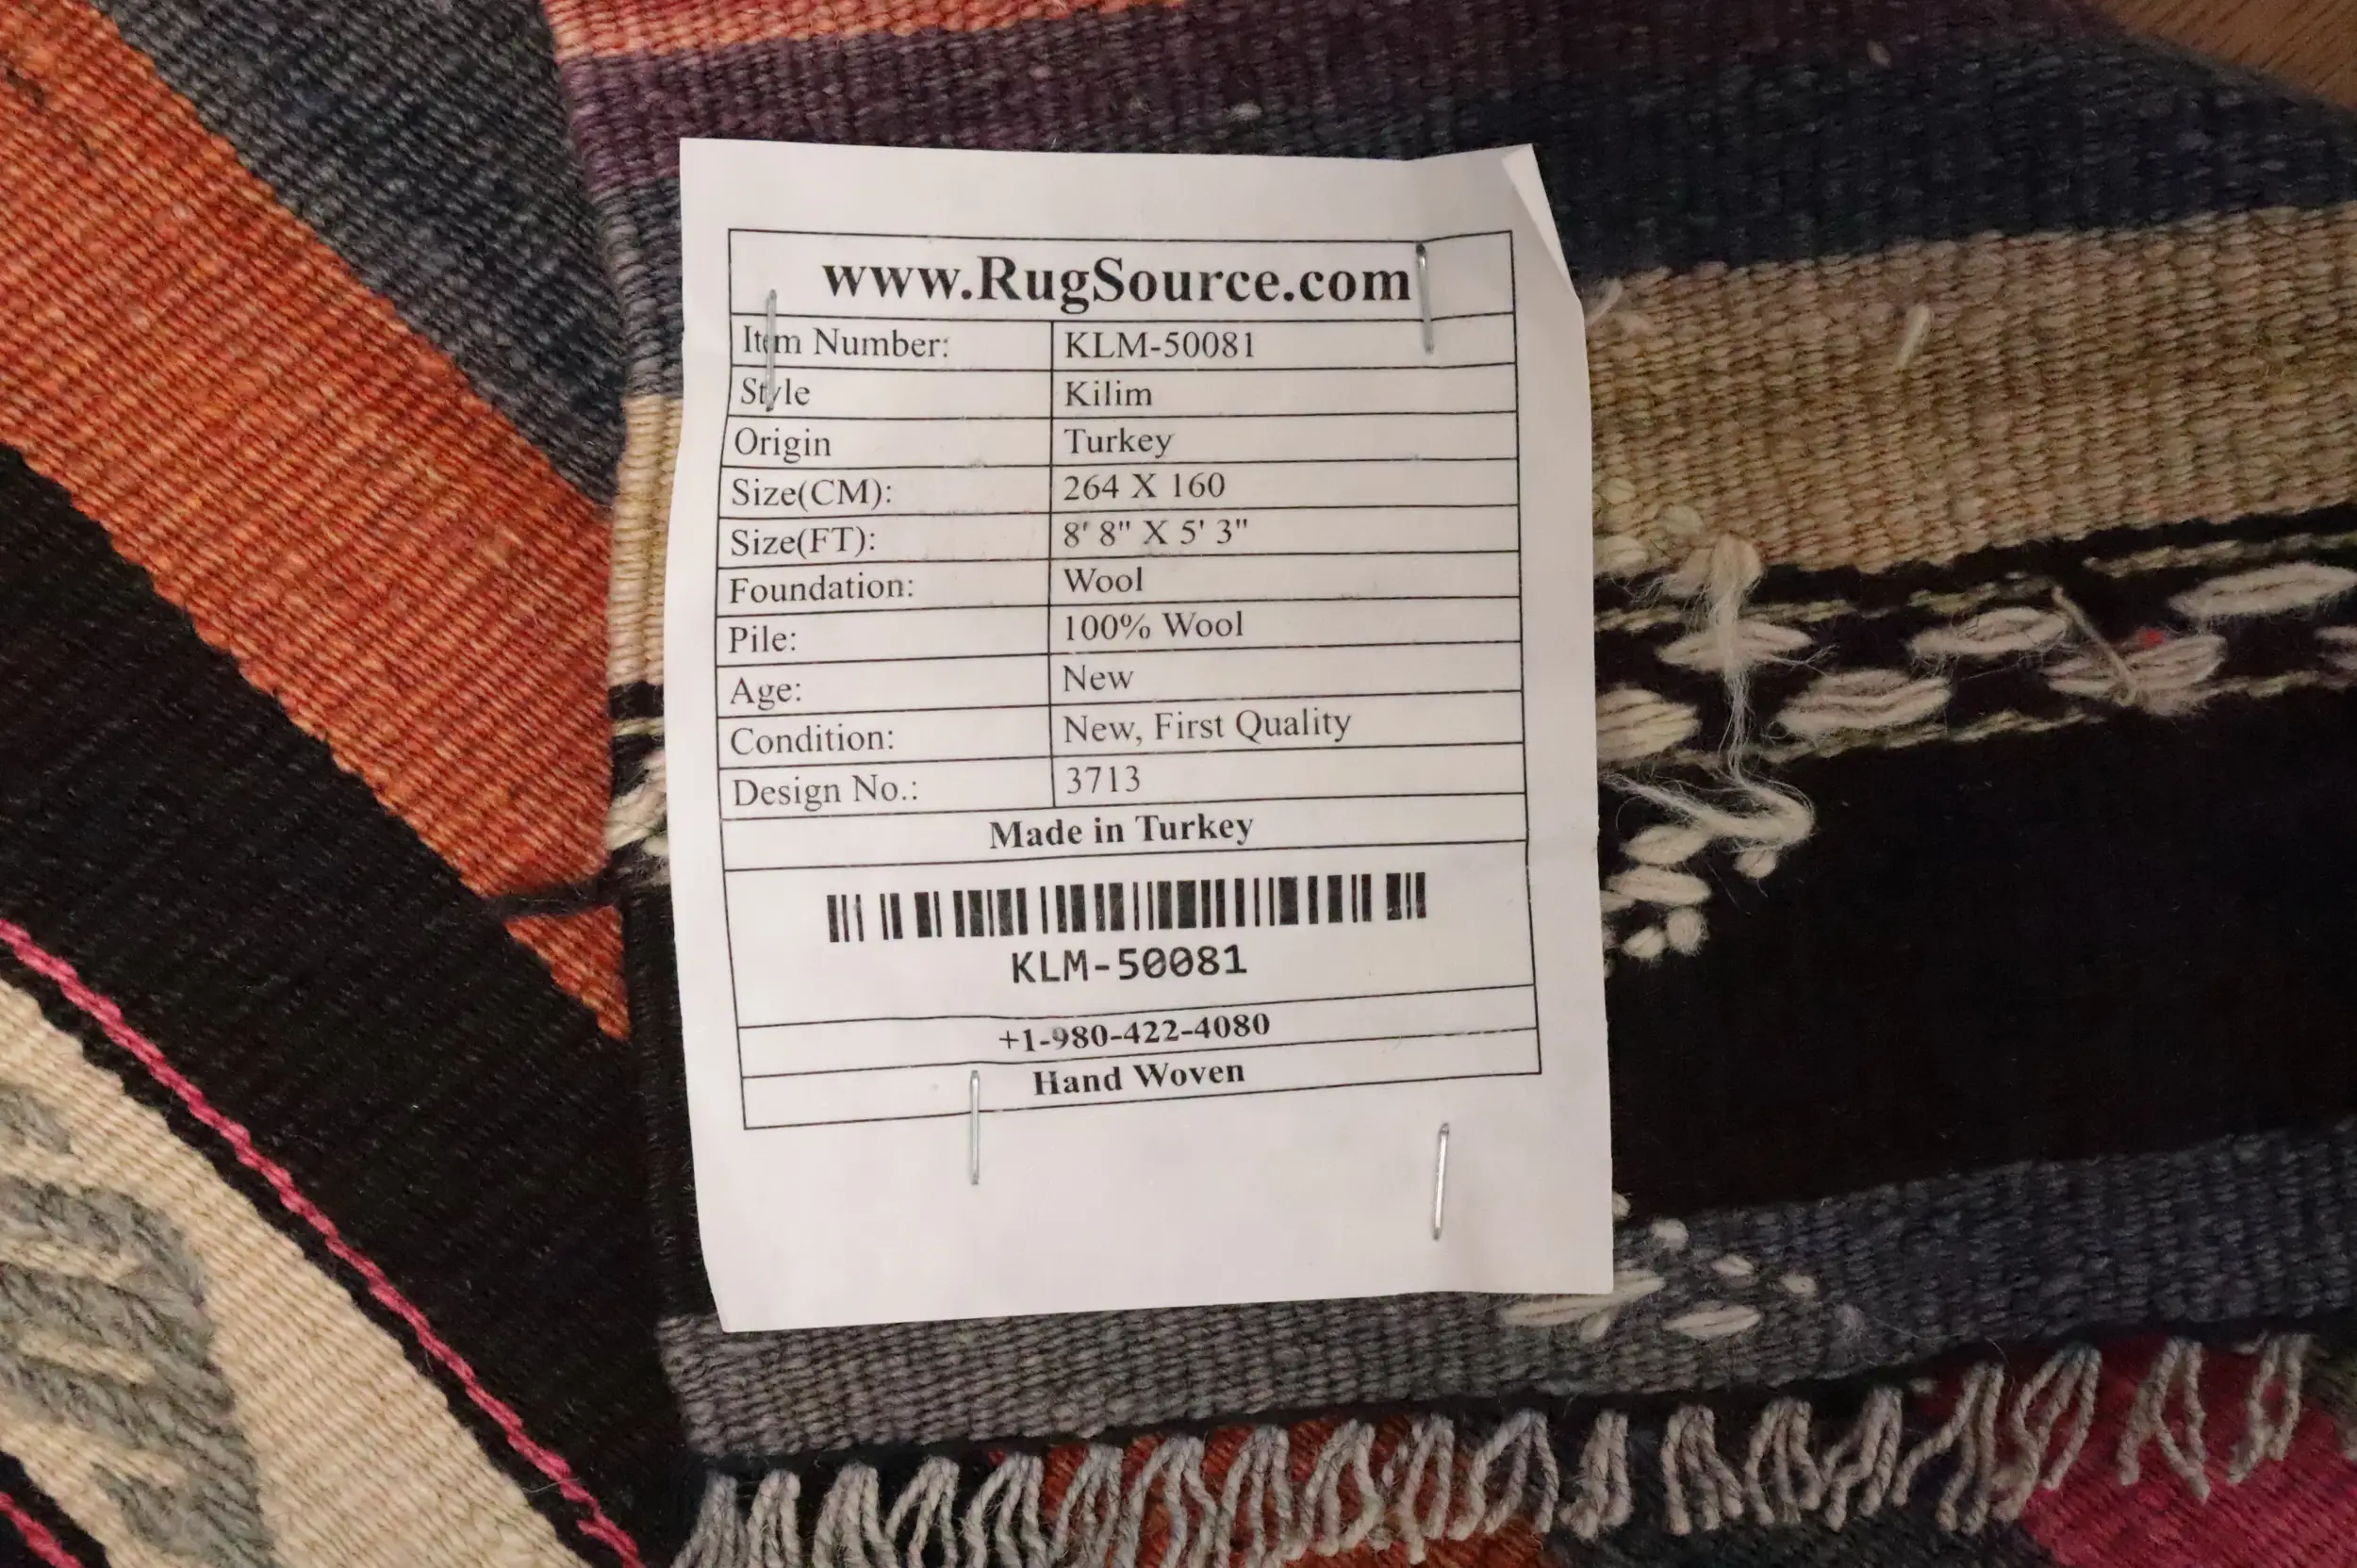 www.RugSource.com
Item Number: KLM-50081
Style Kilim
Origin Turkey
Size(CM): 264 X 160
Size(FT): 8' 8" X 5' 3"
Foundation: Wool
Pile: 100% Wool
Age: New
Condition: New, First Quality
Design No.: 3713
Made in Turkey
KLM-50081
+1-980-422-4080
Hand Woven